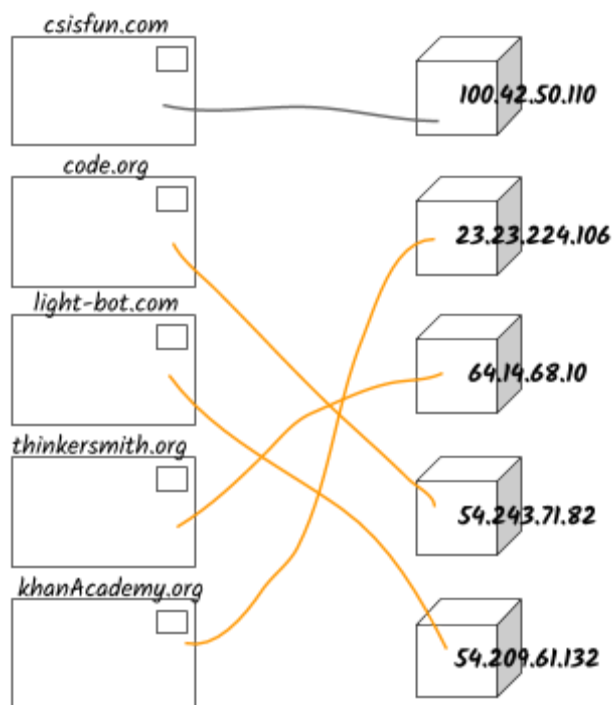 csisfun.com
100.42.50.110
code.org
23.23.224.106
light-bot.com
64.14.68.10
thinkersmith.org
54.243.71.82
khanAcademy.org
54.209.61.132